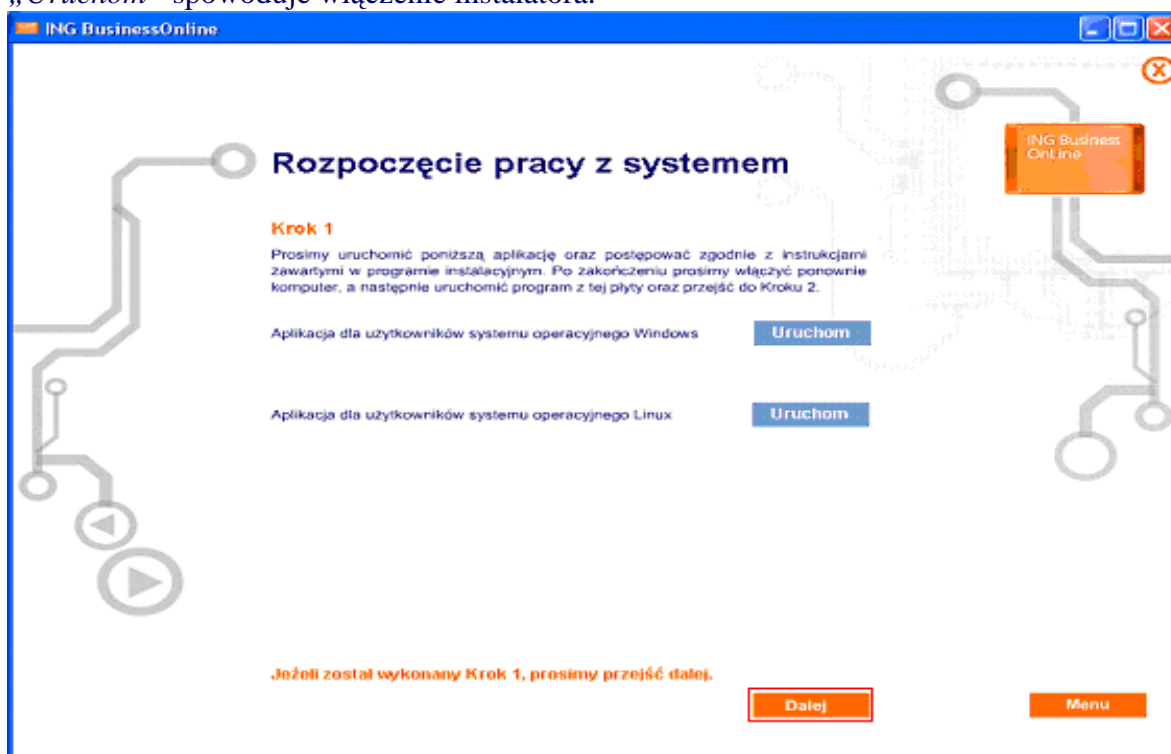 „Uruchom" spowoduje włączenie instalatora.
ING BusinessOnline
ING Business
OnLine
Rozpoczęcie pracy z systemem
Krok 1
Prosimy uruchomić poniższą aplikację oraz postępować zgodnie z instrukcjami
zawartymi w programie instalacyjnym. Po zakończeniu prosimy włączyć ponownie
komputer, a następnie uruchomić program z tej płyty oraz przejść do Kroku 2.
Aplikacja dla użytkowników systemu operacyjnego Windows Uruchom
Aplikacja dla użytkowników systemu operacyjnego Linux Uruchom
Jeżeli został wykonany Krok 1, prosimy przejść dalej.
Dalej Menu